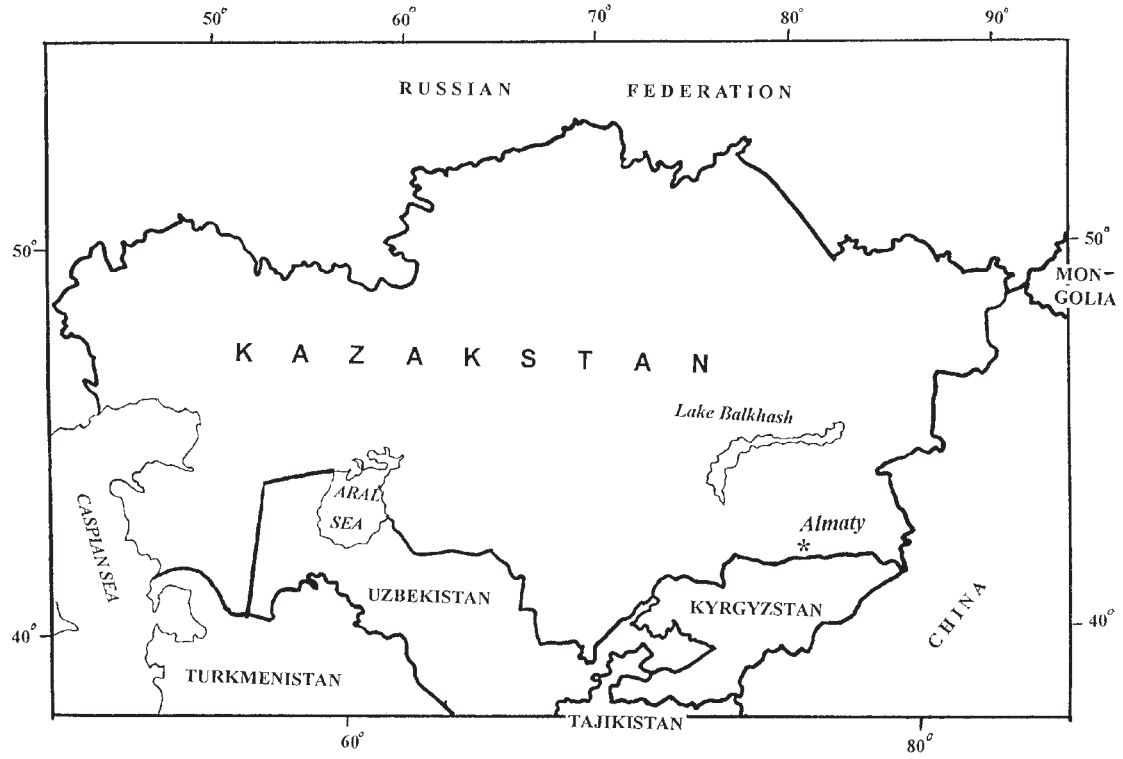 50° 60° 70° 80° 90°
RUSSIAN FEDERATION
50° 50°
MON-
GOLIA
KAZAKSTAN
Lake Balkhash
ARAL
SEA
Almaty
*
CASPIAN SEA
UZBEKISTAN
KYRGYZSTAN
CHINA
40° 40°
TURKMENISTAN
TAJIKISTAN
60° 80°